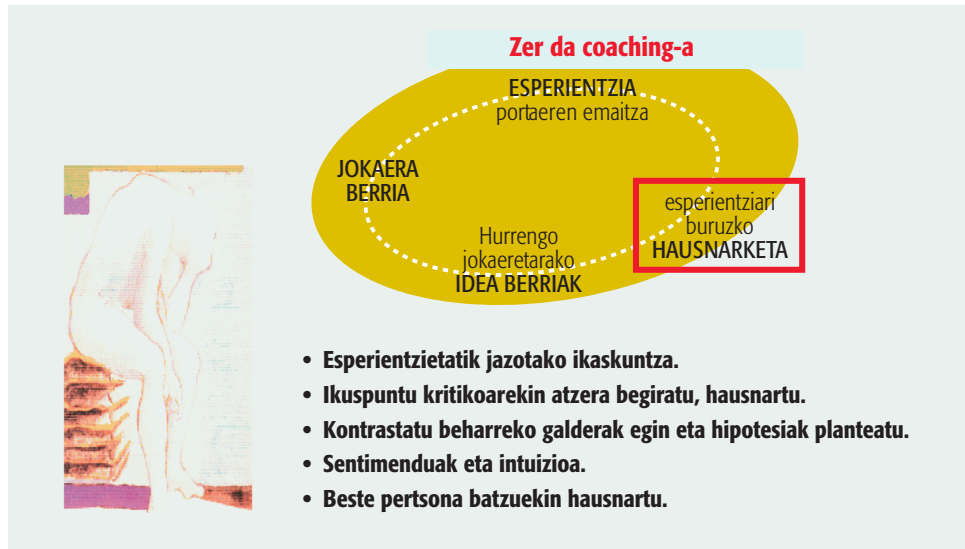 Zer da coaching-a
ESPERIENTZIA
portaeren emaitza
JOKAERA
BERRIA
esperientziari
buruzko
HAUSNARKETA
Hurrengo
jokaeretarako
IDEA BERRIAK
• Esperientzietatik jazotako ikaskuntza.
• Ikuspuntu kritikoarekin atzera begiratu, hausnartu.
• Kontrastatu beharreko galderak egin eta hipotesiak planteatu.
• Sentimenduak eta intuizioa.
• Beste pertsona batzuekin hausnartu.